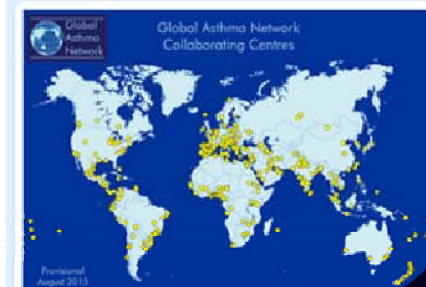 Global
Asthma
Network
Global Asthma Network
Collaborating Centres
Provisional
August 2015